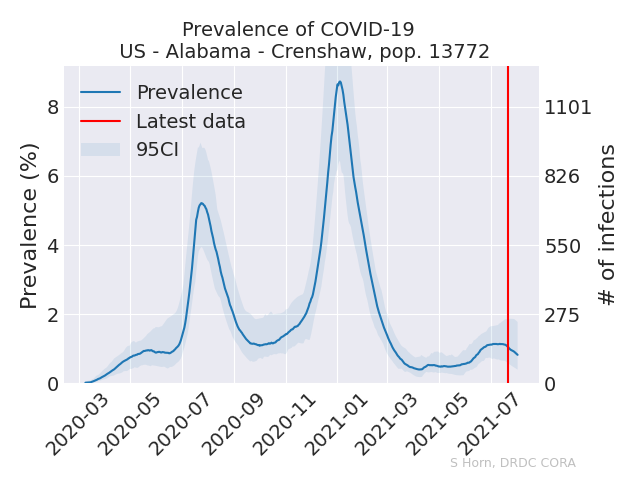 Prevalence of COVID-19
US - Alabama - Crenshaw, pop. 13772
Prevalence
Latest data
95CI
Prevalence (%)
8
6
4
2
0
1101
826
550
275
0
# of infections
2020-03
2020-05
2020-07
2020-09
2020-11
2021-01
2021-03
2021-05
2021-07
S Horn, DRDC CORA